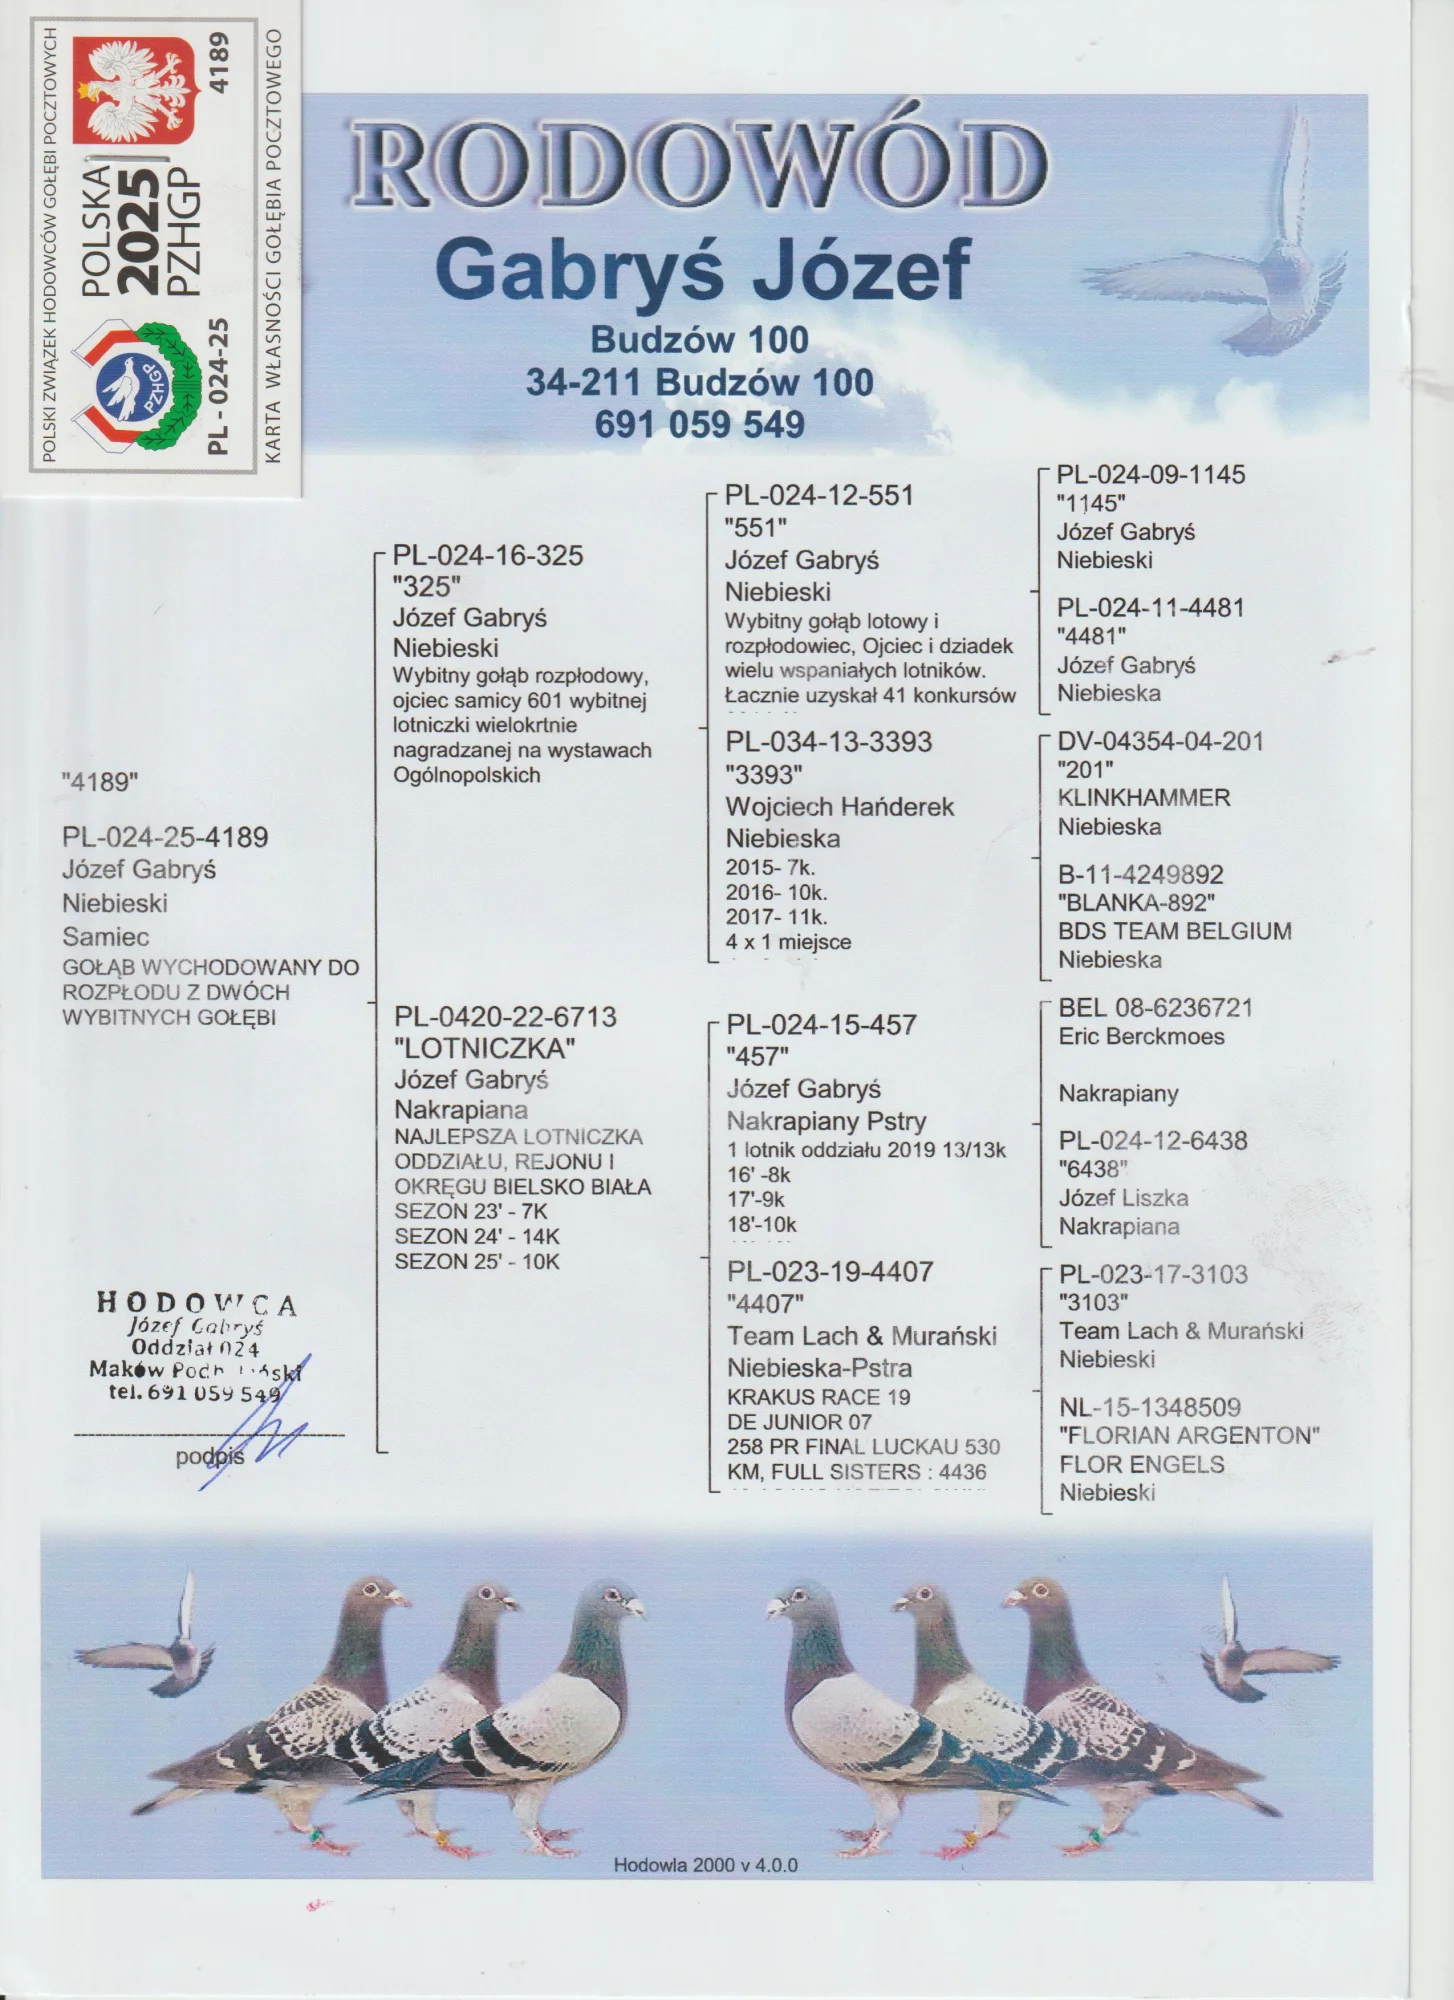 POLSKI ZWIĄZEK HODOWCÓW GOŁĘBI POCZTOWYCH
POLSKA
2025
PZHGP
4189
PZHGP
PL - 024-25
KARTA WŁASNOŚCI GOŁĘBIA POCZTOWEGO
RODOWÓD
Gabryś Józef
Budzów 100
34-211 Budzów 100
691 059 549
"4189"
PL-024-25-4189
Józef Gabryś
Niebieski
Samiec
GOŁĄB WYCHODOWANY DO
ROZPŁODU Z DWÓCH
WYBITNYCH GOŁĘBI
PL-024-16-325
"325"
Józef Gabryś
Niebieski
Wybitny gołąb rozpłodowy,
ojciec samicy 601 wybitnej
lotniczki wielokrtnie
nagradzanej na wystawach
Ogólnopolskich
PL-0420-22-6713
"LOTNICZKA"
Józef Gabryś
Nakrapiana
NAJLEPSZA LOTNICZKA
ODDZIAŁU, REJONU I
OKRĘGU BIELSKO BIAŁA
SEZON 23' - 7K
SEZON 24' - 14K
SEZON 25' - 10K
PL-024-12-551
"551"
Józef Gabryś
Niebieski
Wybitny gołąb lotowy i
rozpłodowiec, Ojciec i dziadek
wielu wspaniałych lotników.
Łacznie uzyskał 41 konkursów
PL-034-13-3393
"3393"
Wojciech Hańderek
Niebieska
2015- 7k.
2016- 10k.
2017- 11k.
4 x 1 miejsce
PL-024-15-457
"457"
Józef Gabryś
Nakrapiany Pstry
1 lotnik oddziału 2019 13/13k
16' -8k
17'-9k
18'-10k
PL-023-19-4407
"4407"
Team Lach & Murański
Niebieska-Pstra
KRAKUS RACE 19
DE JUNIOR 07
258 PR FINAL LUCKAU 530
KM, FULL SISTERS : 4436
PL-024-09-1145
"1145"
Józef Gabryś
Niebieski
PL-024-11-4481
"4481"
Józef Gabryś
Niebieska
DV-04354-04-201
"201"
KLINKHAMMER
Niebieska
B-11-4249892
"BLANKA-892"
BDS TEAM BELGIUM
Niebieska
BEL 08-6236721
Eric Berckmoes
Nakrapiany
PL-024-12-6438
"6438"
Józef Liszka
Nakrapiana
PL-023-17-3103
"3103"
Team Lach & Murański
Niebieski
NL-15-1348509
"FLORIAN ARGENTON"
FLOR ENGELS
Niebieski
HODOWCA
Józef Gabryś
Oddział 024
Maków
tel. 691 059 549
podpis
Hodowla 2000 v 4.0.0